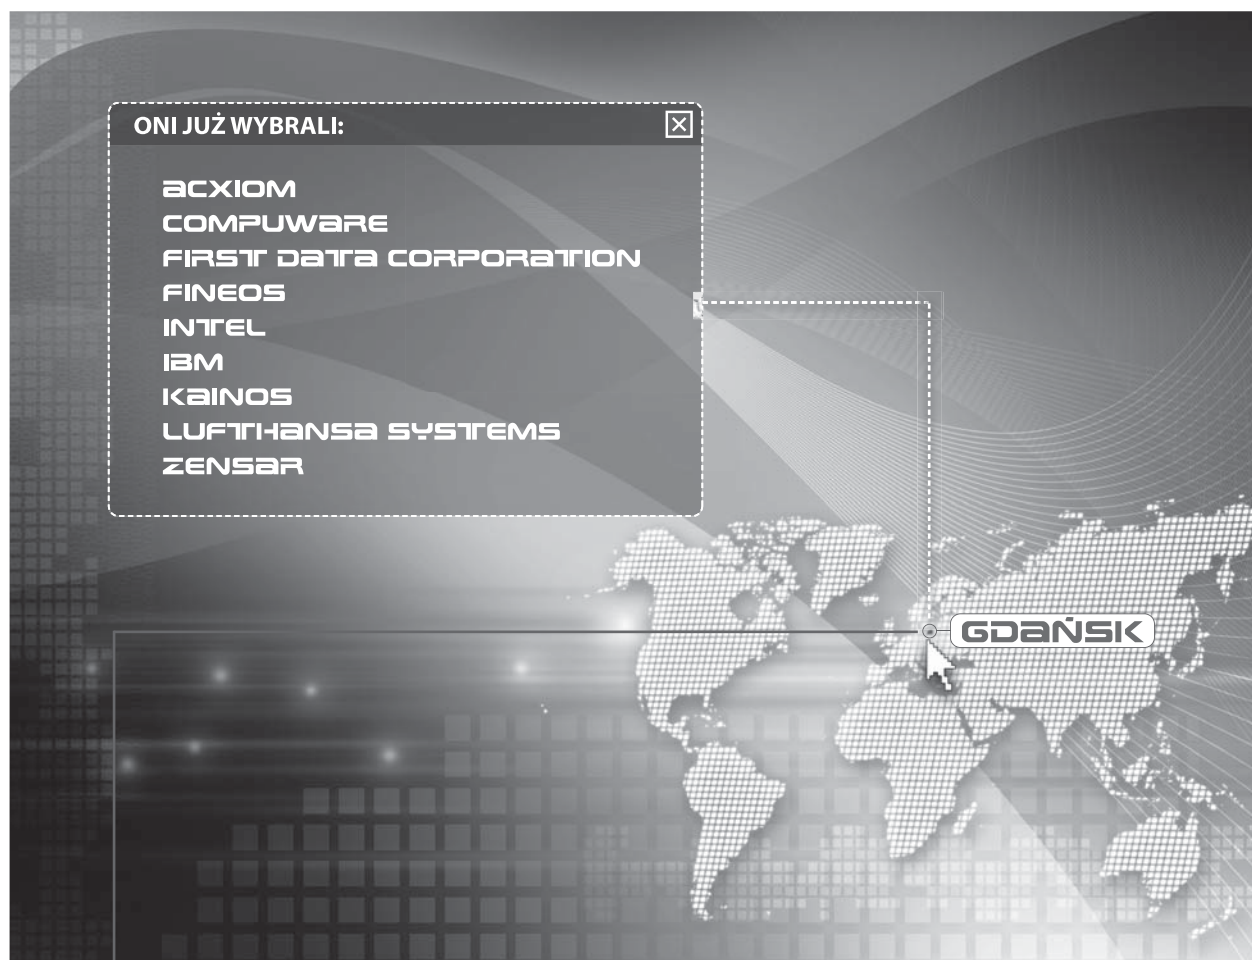 ONI JUŻ WYBRALI:
ACXIOM
COMPUWARE
FIRST DATA CORPORATION
FINEOS
INTEL
IBM
KAINOS
LUFTHANSA SYSTEMS
ZENSAR
GDAŃSK